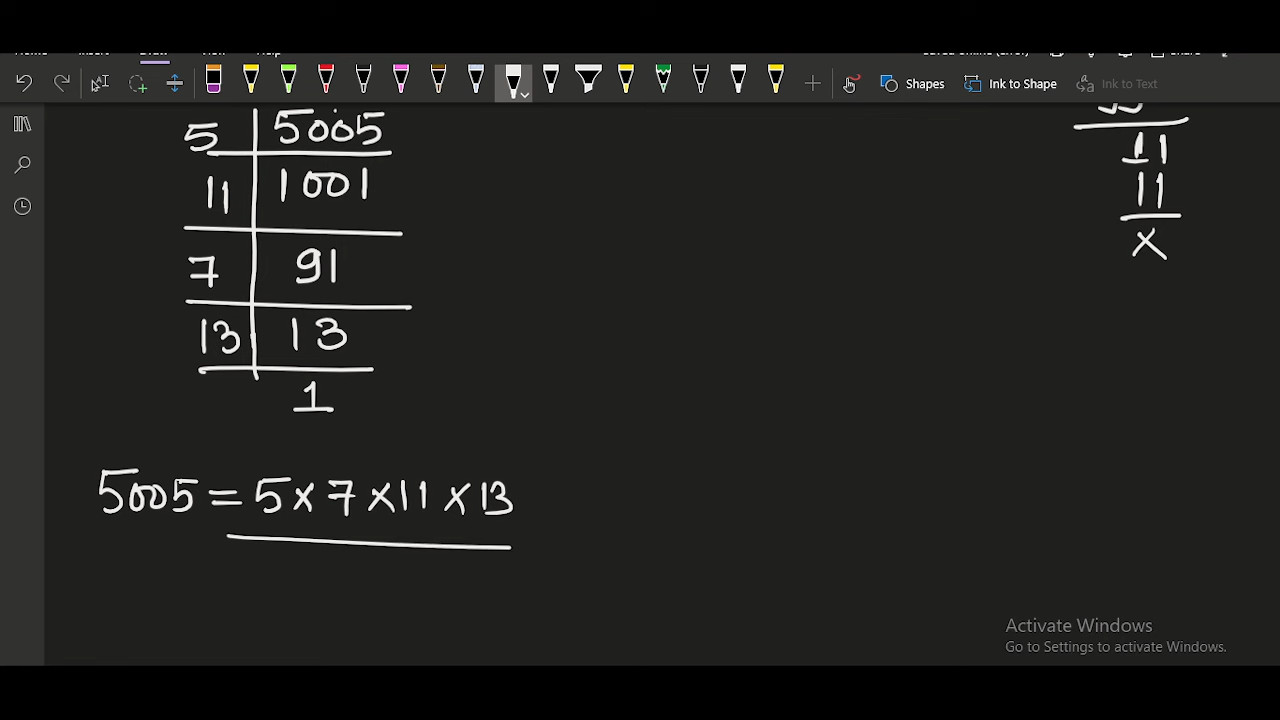 Shapes
Ink to Shape
Ink to Text
5 5005
11 1001
7 91
13 13
1
5005 = 5 × 7 × 11 × 13
11
11
×
Activate Windows
Go to Settings to activate Windows.